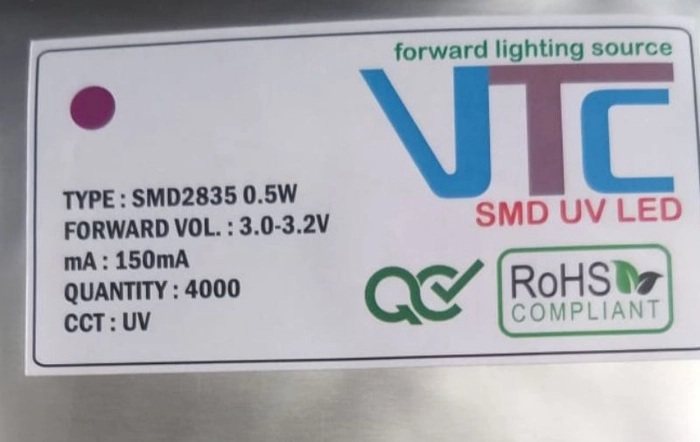 forward lighting source
VTC
SMD UV LED
TYPE : SMD2835 0.5W
FORWARD VOL. : 3.0-3.2V
mA : 150mA
QUANTITY : 4000
CCT : UV
QC
RoHS
COMPLIANT